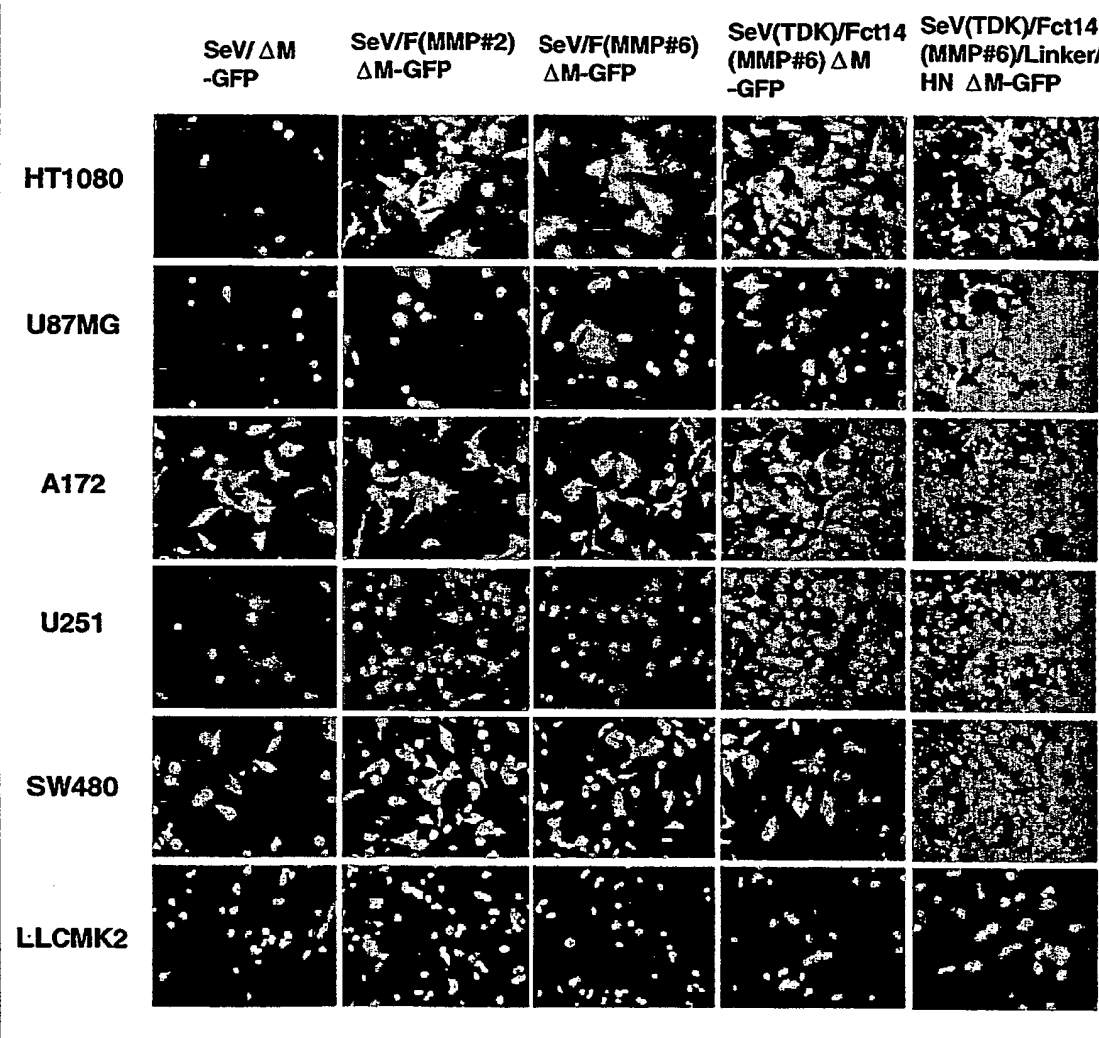 SeV/ΔM
-GFP
SeV/F(MMP#2)
ΔM-GFP
SeV/F(MMP#6)
ΔM-GFP
SeV(TDK)/Fct14
(MMP#6) ΔM
-GFP
SeV(TDK)/Fct14
(MMP#6)/Linker/
HN ΔM-GFP
HT1080
U87MG
A172
U251
SW480
LLCMK2